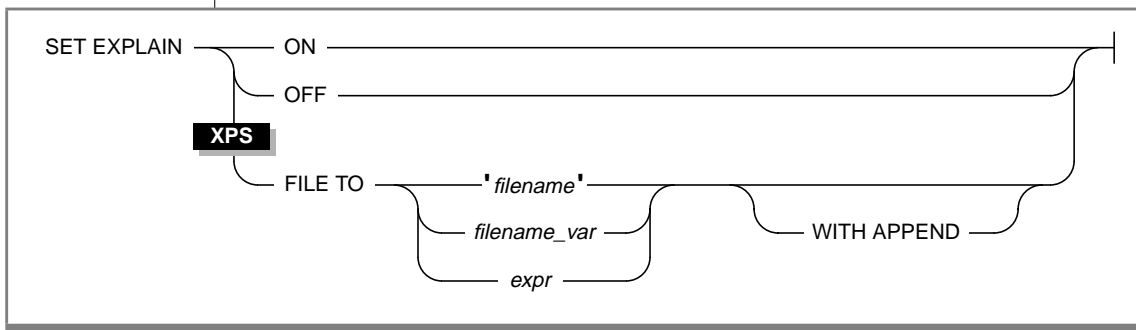 SET EXPLAIN ON
OFF
XPS
FILE TO 'filename'
filename_var
WITH APPEND
expr